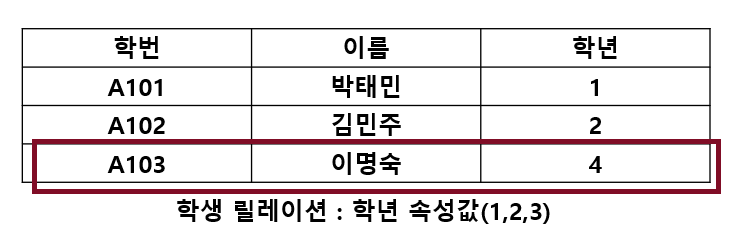 학번 이름 학년
A101 박태민 1
A102 김민주 2
A103 이명숙 4
학생 릴레이션 : 학년 속성값(1,2,3)